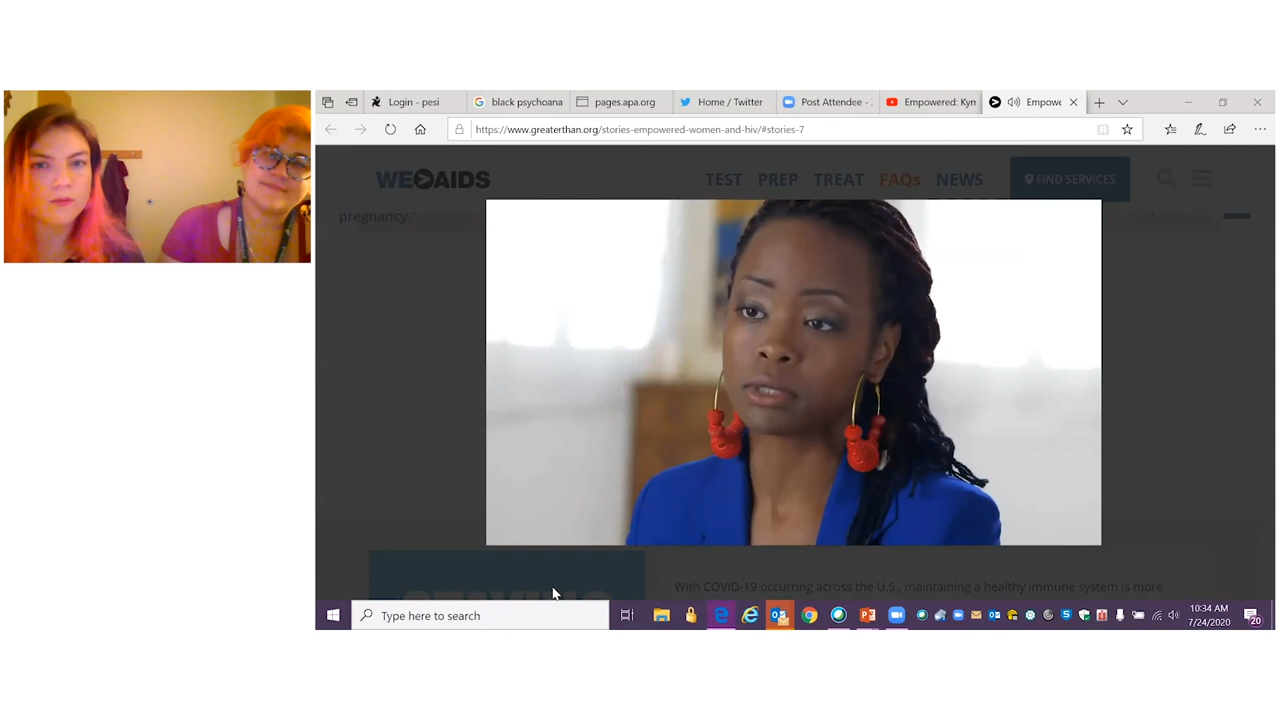 Login - pesi
black psychoana
pages.apa.org
Home / Twitter
Post Attendee - Z
Empowered: Kym
Empowe
https://www.greaterthan.org/stories-empowered-women-and-hiv/#stories-7
WE>AIDS
TEST PREP TREAT FAQs NEWS
FIND SERVICES
pregnancy.
With COVID-19 occurring across the U.S., maintaining a healthy immune system is more
Type here to search
10:34 AM
7/24/2020
20